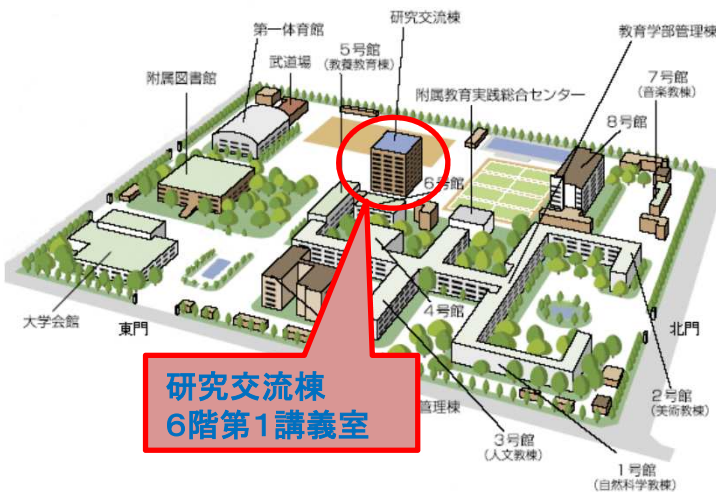 研究交流棟
第一体育館
教育学部管理棟
5号館
(教養教育棟)
武道場
附属図書館
附属教育実践総合センター
7号館
(音楽教棟)
8号館
6号館
4号館
大学会館
東門
北門
研究交流棟
6階第1講義室
管理棟
2号館
(美術教棟)
3号館
(人文教棟)
1号館
(自然科学教棟)